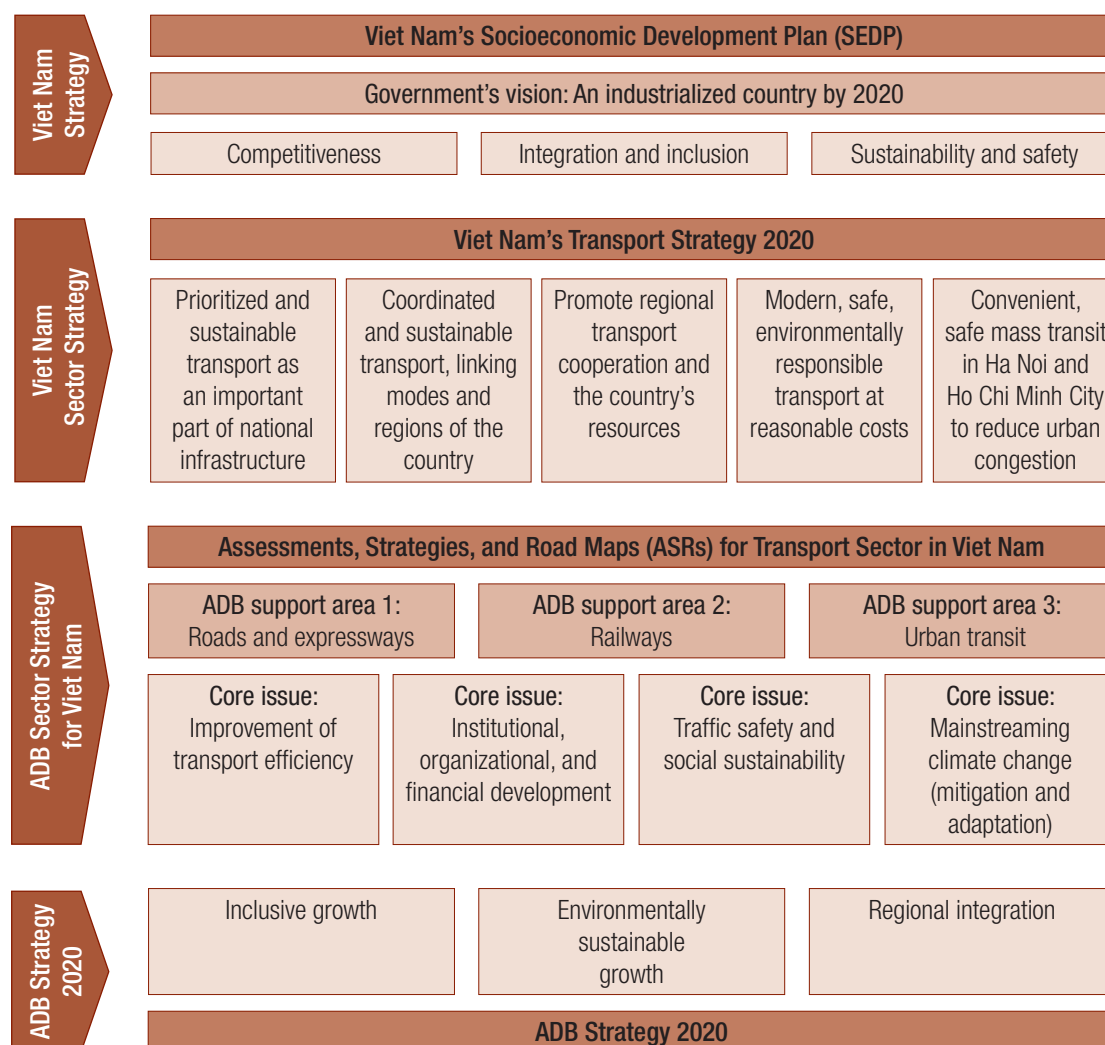 Viet Nam
Strategy
Viet Nam’s Socioeconomic Development Plan (SEDP)
Government’s vision: An industrialized country by 2020
Competitiveness
Integration and inclusion
Sustainability and safety
Viet Nam
Sector Strategy
Viet Nam’s Transport Strategy 2020
Prioritized and
sustainable
transport as
an important
part of national
infrastructure
Coordinated
and sustainable
transport, linking
modes and
regions of the
country
Promote regional
transport
cooperation and
the country’s
resources
Modern, safe,
environmentally
responsible
transport at
reasonable costs
Convenient,
safe mass transit
in Ha Noi and
Ho Chi Minh City
to reduce urban
congestion
ADB Sector Strategy
for Viet Nam
Assessments, Strategies, and Road Maps (ASRs) for Transport Sector in Viet Nam
ADB support area 1:
Roads and expressways
ADB support area 2:
Railways
ADB support area 3:
Urban transit
Core issue:
Improvement of
transport efficiency
Core issue:
Institutional,
organizational, and
financial development
Core issue:
Traffic safety and
social sustainability
Core issue:
Mainstreaming
climate change
(mitigation and
adaptation)
ADB Strategy
2020
Inclusive growth
Environmentally
sustainable
growth
Regional integration
ADB Strategy 2020